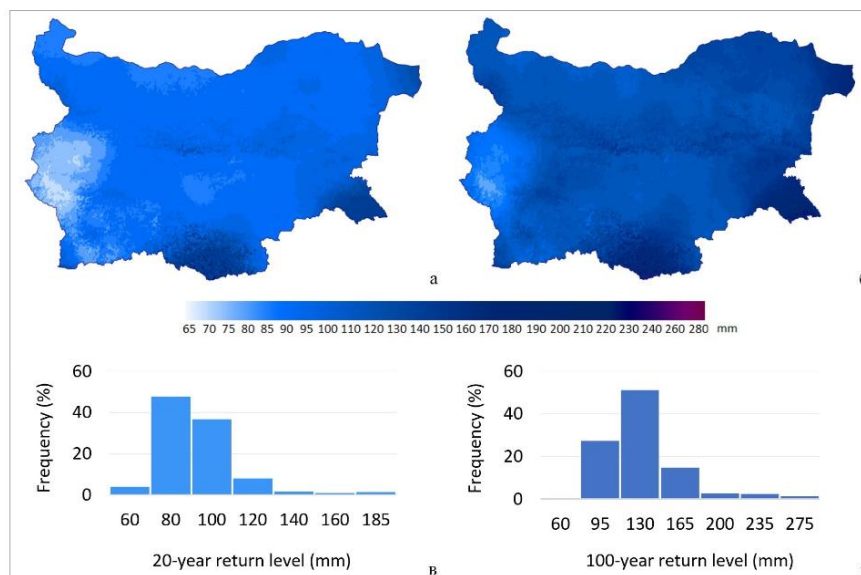 а
65 70 75 80 85 90 95 100 110 120 130 140 150 160 170 190 200 210 220 230 240 260 280 mm
60
40
20
0
Frequency (%)
60 80 100 120 140 160 185
20-year return level (mm)
60
40
20
0
Frequency (%)
60 95 130 165 200 235 275
100-year return level (mm)
в